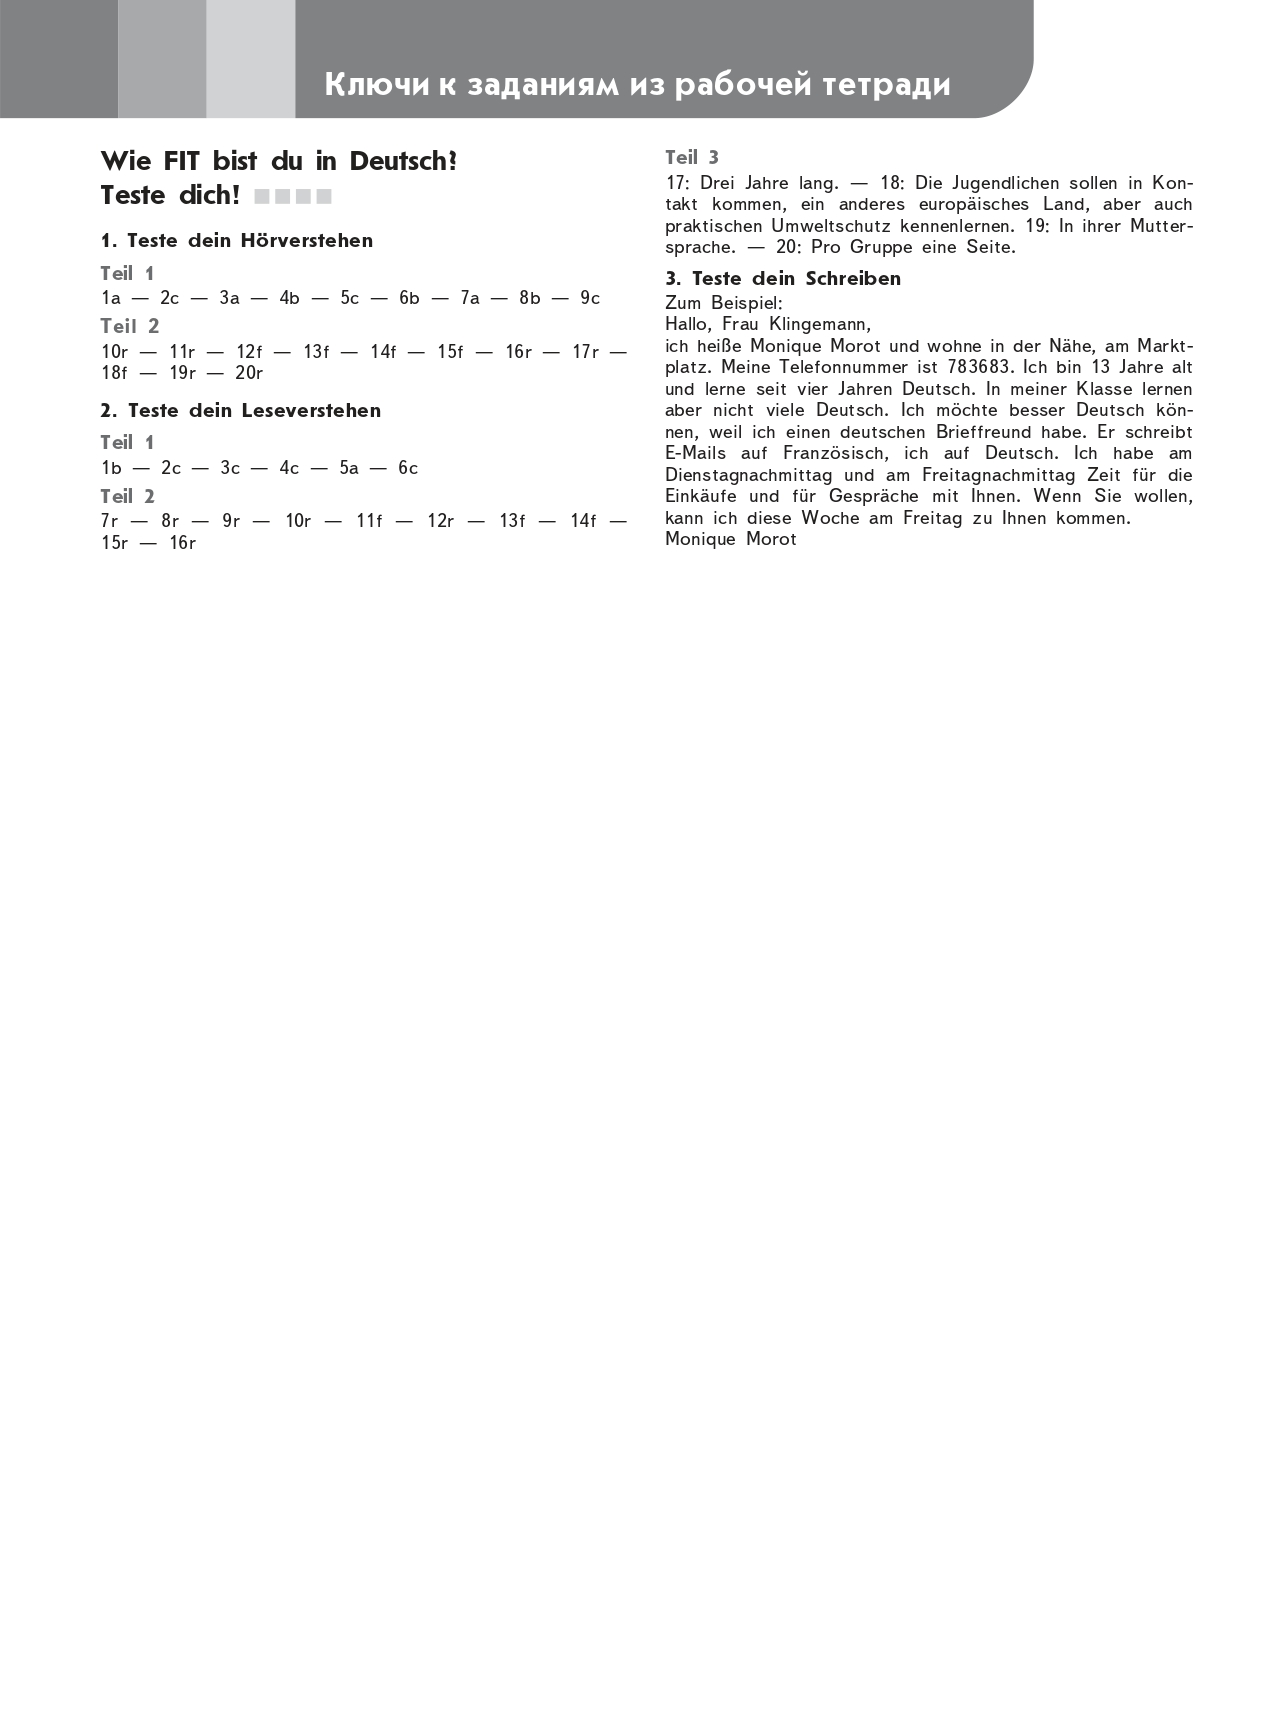 Ключи к заданиям из рабочей тетради
Wie FIT bist du in Deutsch?
Teste dich!
1. Teste dein Hörverstehen
Teil 1
1a — 2c — 3a — 4b — 5c — 6b — 7a — 8b — 9c
Teil 2
10r — 11r — 12f — 13f — 14f — 15f — 16r — 17r —
18f — 19r — 20r
2. Teste dein Leseverstehen
Teil 1
1b — 2c — 3c — 4c — 5a — 6c
Teil 2
7r — 8r — 9r — 10r — 11f — 12r — 13f — 14f —
15r — 16r
Teil 3
17: Drei Jahre lang. — 18: Die Jugendlichen sollen in Kon-
takt kommen, ein anderes europäisches Land, aber auch
praktischen Umweltschutz kennenlernen. 19: In ihrer Mutter-
sprache. — 20: Pro Gruppe eine Seite.
3. Teste dein Schreiben
Zum Beispiel:
Hallo, Frau Klingemann,
ich heiße Monique Morot und wohne in der Nähe, am Markt-
platz. Meine Telefonnummer ist 783683. Ich bin 13 Jahre alt
und lerne seit vier Jahren Deutsch. In meiner Klasse lernen
aber nicht viele Deutsch. Ich möchte besser Deutsch kön-
nen, weil ich einen deutschen Brieffreund habe. Er schreibt
E-Mails auf Französisch, ich auf Deutsch. Ich habe am
Dienstagnachmittag und am Freitagnachmittag Zeit für die
Einkäufe und für Gespräche mit Ihnen. Wenn Sie wollen,
kann ich diese Woche am Freitag zu Ihnen kommen.
Monique Morot